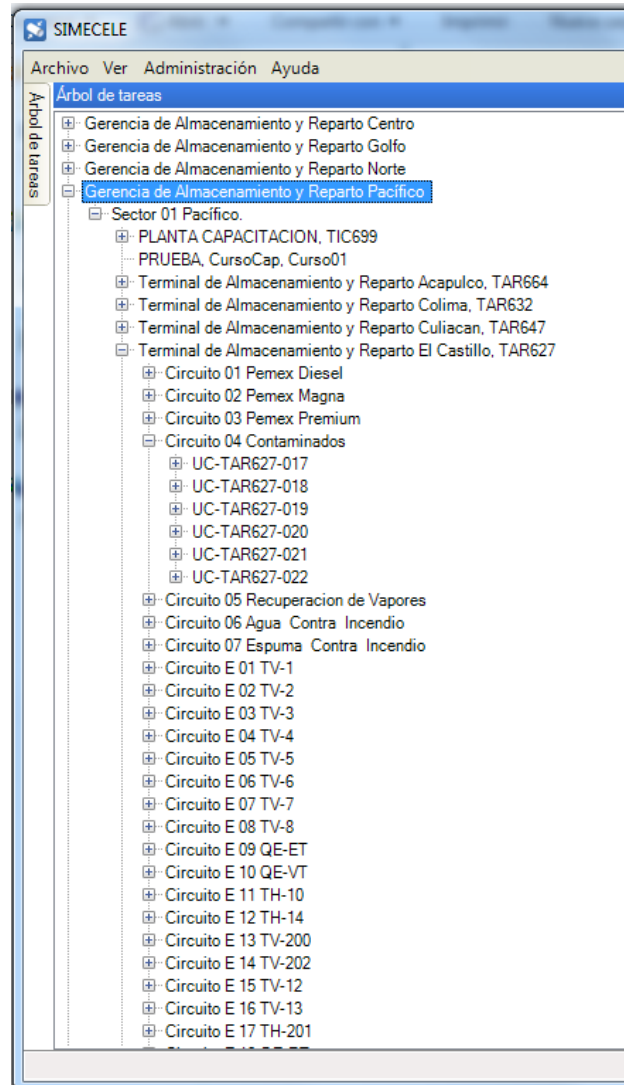 SIMECELE
Archivo Ver Administración Ayuda
Árbol de tareas
Árbol de tareas
Gerencia de Almacenamiento y Reparto Centro
Gerencia de Almacenamiento y Reparto Golfo
Gerencia de Almacenamiento y Reparto Norte
Gerencia de Almacenamiento y Reparto Pacífico
Sector 01 Pacífico.
PLANTA CAPACITACION, TIC699
PRUEBA, CursoCap, Curso01
Terminal de Almacenamiento y Reparto Acapulco, TAR664
Terminal de Almacenamiento y Reparto Colima, TAR632
Terminal de Almacenamiento y Reparto Culiacan, TAR647
Terminal de Almacenamiento y Reparto El Castillo, TAR627
Circuito 01 Pemex Diesel
Circuito 02 Pemex Magna
Circuito 03 Pemex Premium
Circuito 04 Contaminados
UC-TAR627-017
UC-TAR627-018
UC-TAR627-019
UC-TAR627-020
UC-TAR627-021
UC-TAR627-022
Circuito 05 Recuperacion de Vapores
Circuito 06 Agua Contra Incendio
Circuito 07 Espuma Contra Incendio
Circuito E 01 TV-1
Circuito E 02 TV-2
Circuito E 03 TV-3
Circuito E 04 TV-4
Circuito E 05 TV-5
Circuito E 06 TV-6
Circuito E 07 TV-7
Circuito E 08 TV-8
Circuito E 09 QE-ET
Circuito E 10 QE-VT
Circuito E 11 TH-10
Circuito E 12 TH-14
Circuito E 13 TV-200
Circuito E 14 TV-202
Circuito E 15 TV-12
Circuito E 16 TV-13
Circuito E 17 TH-201